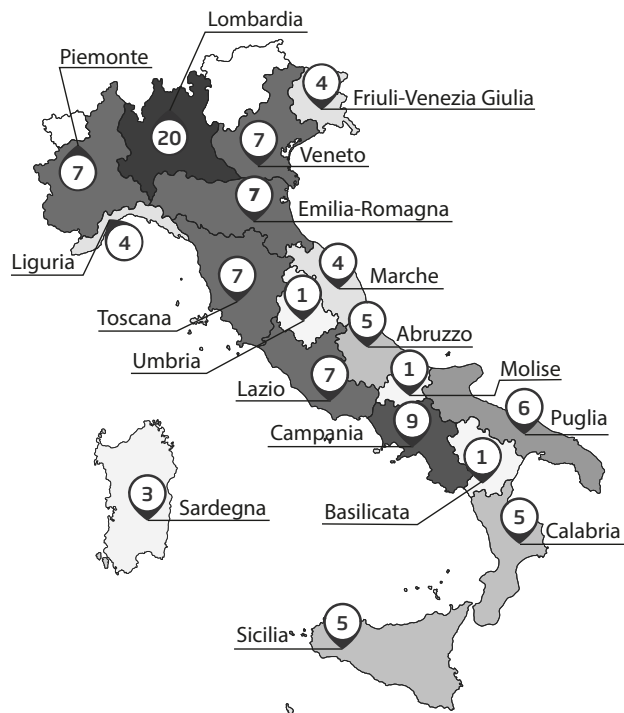 Lombardia
Piemonte
4
Friuli-Venezia Giulia
20
7
Veneto
7
7
Emilia-Romagna
4
Liguria
4
Marche
7
Toscana
1
Umbria
5
Abruzzo
1
Molise
7
Lazio
6
Puglia
9
Campania
1
Basilicata
3
Sardegna
5
Calabria
5
Sicilia